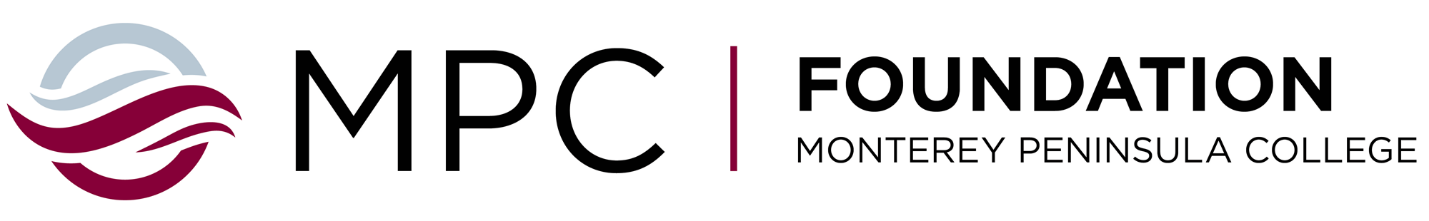 MPC
FOUNDATION
MONTEREY PENINSULA COLLEGE